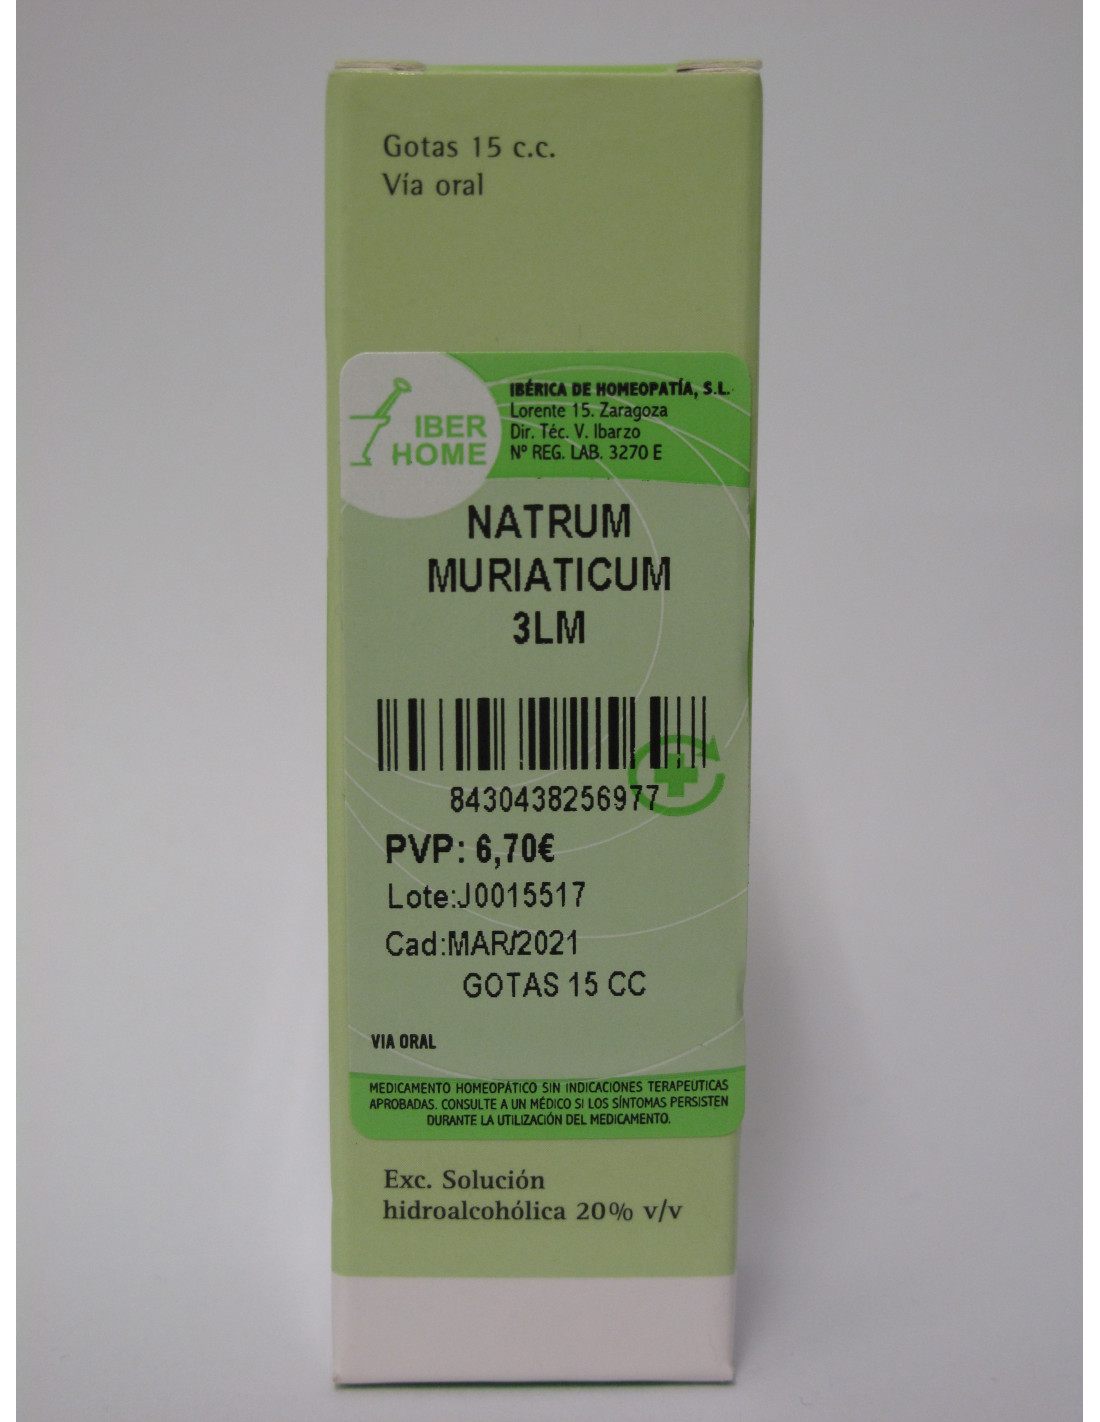 Gotas 15 c.c.
Vía oral
IBER
HOME
IBÉRICA DE HOMEOPATÍA, S.L.
Lorente 15. Zaragoza
Dir. Téc. V. Ibarzo
Nº REG. LAB. 3270 E
NATRUM
MURIATICUM
3LM
8430438256977
PVP: 6,70€
Lote:J0015517
Cad:MAR/2021
GOTAS 15 CC
VIA ORAL
MEDICAMENTO HOMEOPÁTICO SIN INDICACIONES TERAPEUTICAS
APROBADAS. CONSULTE A UN MÉDICO SI LOS SÍNTOMAS PERSISTEN
DURANTE LA UTILIZACIÓN DEL MEDICAMENTO.
Exc. Solución
hidroalcohólica 20% v/v